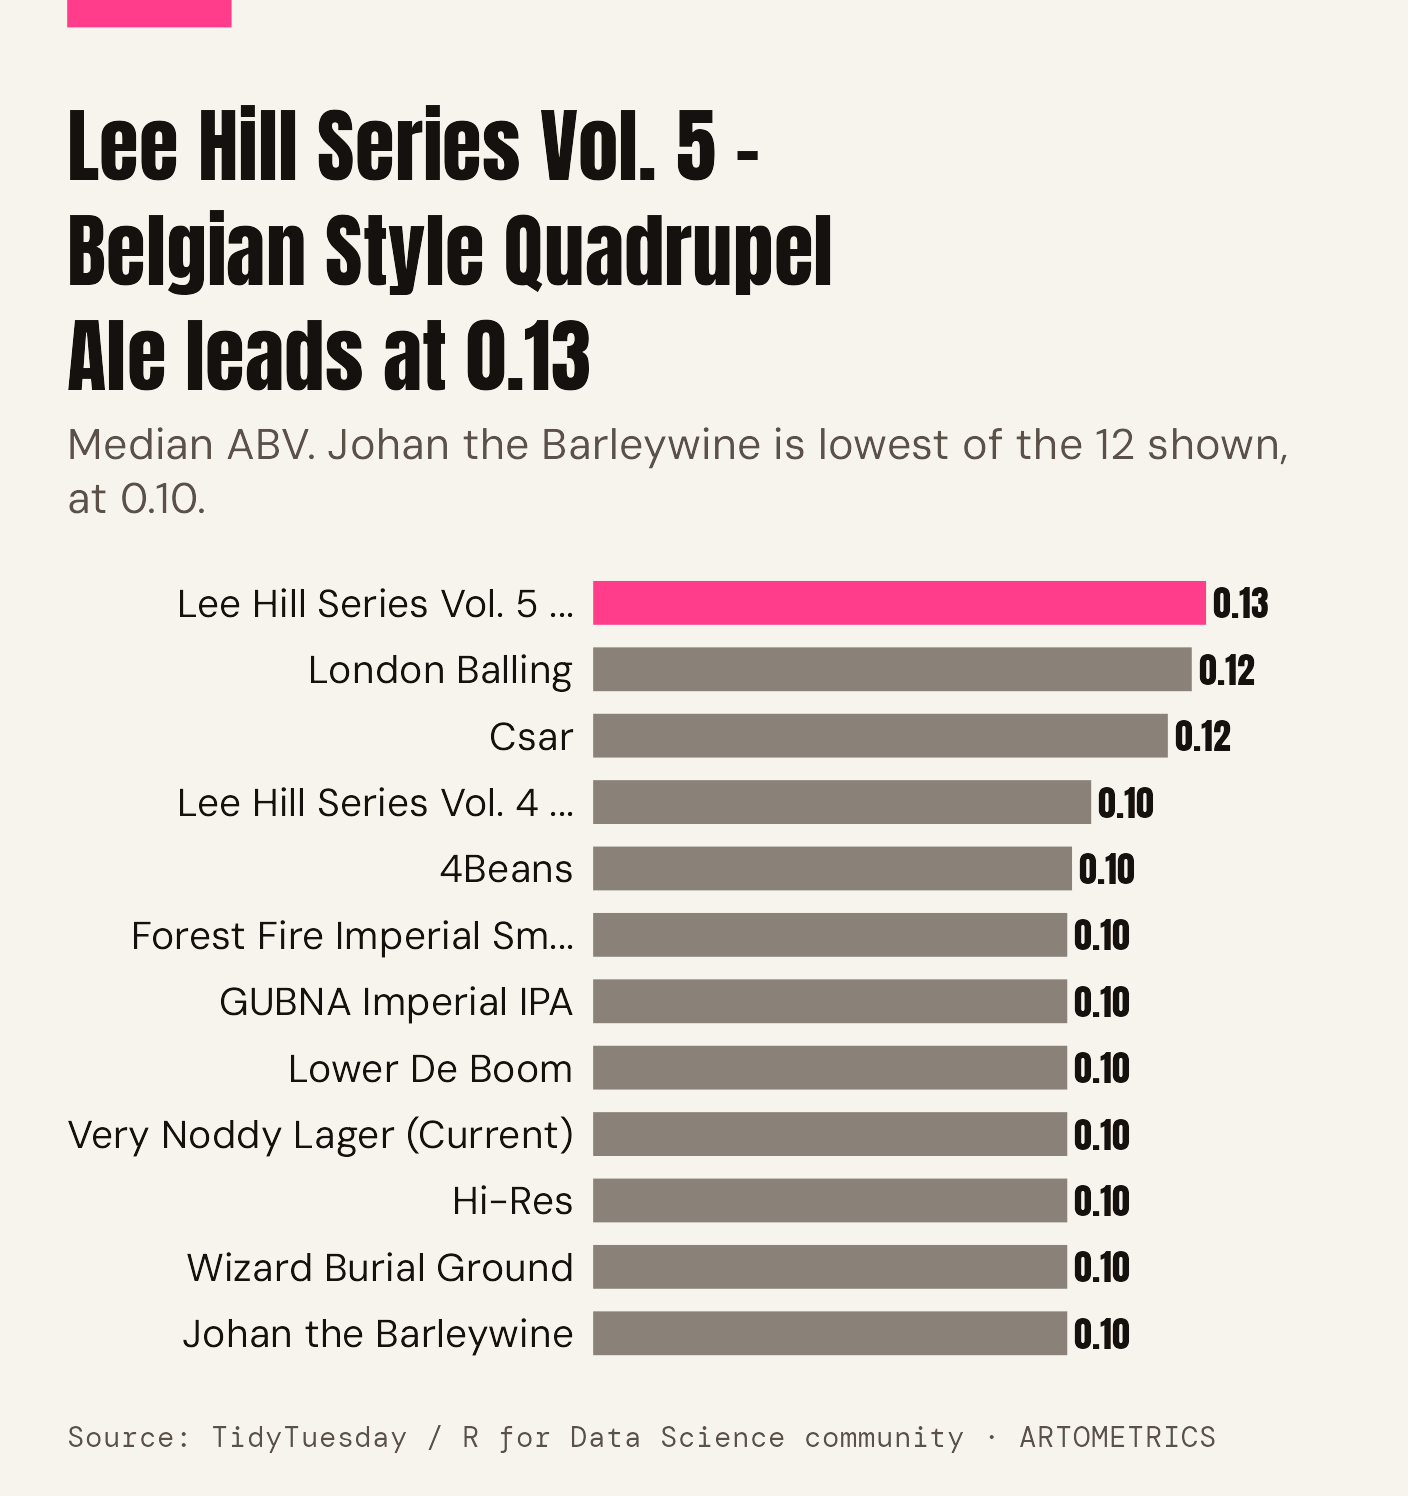 Lee Hill Series Vol. 5 -
Belgian Style Quadrupel
Ale leads at 0.13
Median ABV. Johan the Barleywine is lowest of the 12 shown,
at 0.10.
Lee Hill Series Vol. 5 ... 0.13
London Balling 0.12
Csar 0.12
Lee Hill Series Vol. 4 ... 0.10
4Beans 0.10
Forest Fire Imperial Sm... 0.10
GUBNA Imperial IPA 0.10
Lower De Boom 0.10
Very Noddy Lager (Current) 0.10
Hi-Res 0.10
Wizard Burial Ground 0.10
Johan the Barleywine 0.10
Source: TidyTuesday / R for Data Science community · ARTOMETRICS